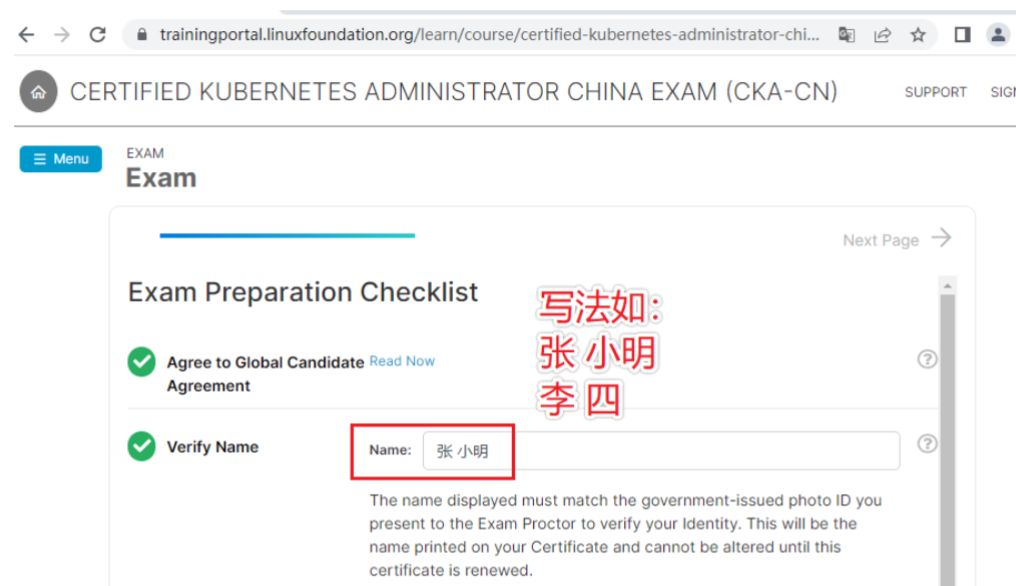 trainingportal.linuxfoundation.org/learn/course/certified-kubernetes-administrator-chi...
CERTIFIED KUBERNETES ADMINISTRATOR CHINA EXAM (CKA-CN)
SUPPORT
SIGN
Menu
EXAM
Exam
Next Page
Exam Preparation Checklist
写法如:
张 小明
李 四
Agree to Global Candidate Agreement
Read Now
Verify Name
Name: 张 小明
The name displayed must match the government-issued photo ID you
present to the Exam Proctor to verify your Identity. This will be the
name printed on your Certificate and cannot be altered until this
certificate is renewed.